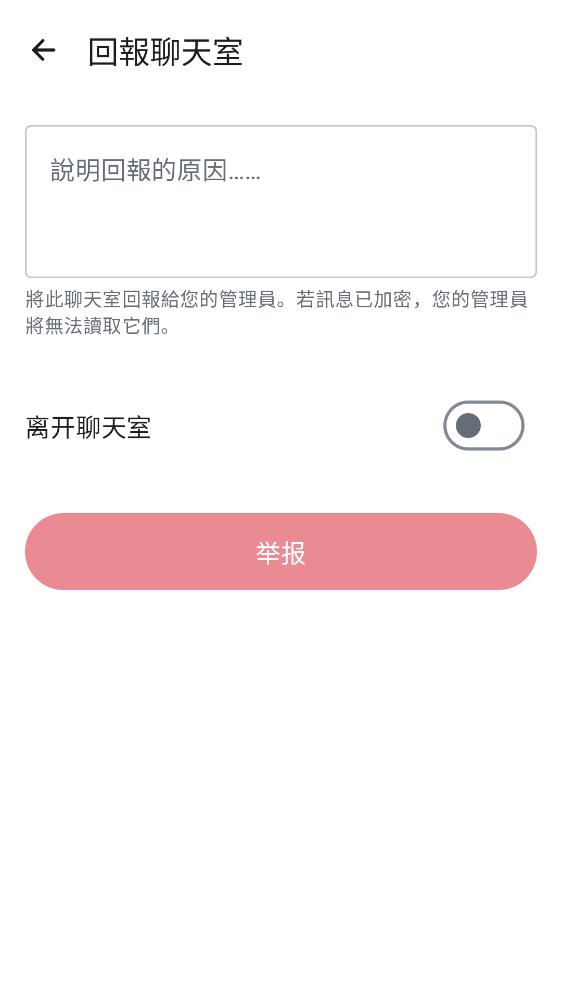 回報聊天室
說明回報的原因……
將此聊天室回報給您的管理員。若訊息已加密，您的管理員
將無法讀取它們。
离开聊天室
举报